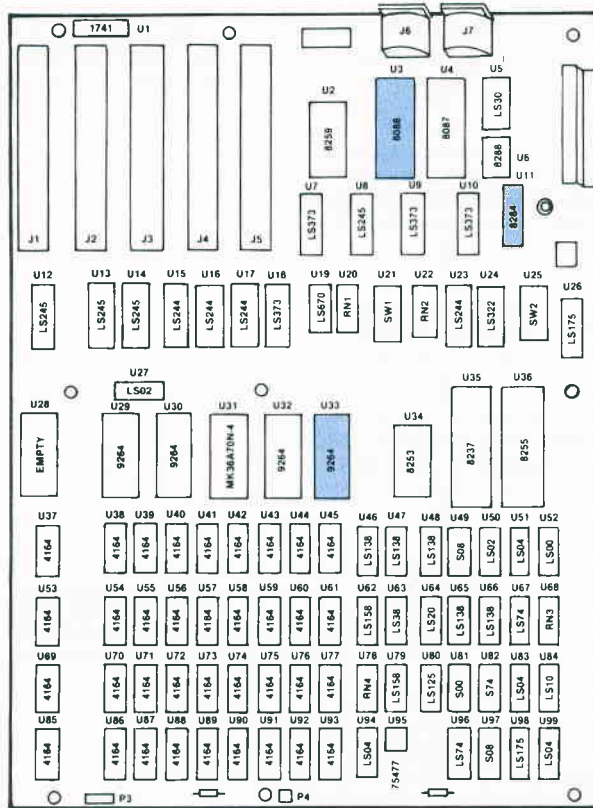 1741 U1
J6 J7
U3 U4 U5
U2
LS30
8259 8088 8087
8288 U6
U11
U7 U8 U9 U10
LS373 LS245 LS373 LS373 8284
J1 J2 J3 J4 J5
U12 U13 U14 U15 U16 U17 U18 U19 U20 U21 U22 U23 U24 U25 U26
LS245 LS245 LS245 LS244 LS244 LS244 LS373 LS670 RN1 SW1 RN2 LS244 LS322 SW2 LS175
U27
LS02
U28 U29 U30 U31 U32 U33 U34 U35 U36
EMPTY 9264 9264 MK36A70N-4 9264 9264 8253 8237 8255
U37 U38 U39 U40 U41 U42 U43 U44 U45 U46 U47 U48 U49 U50 U51 U52
4164 4164 4164 4164 4164 4164 4164 4164 4164 LS138 LS138 LS138 S08 LS02 LS04 LS00
U53 U54 U55 U56 U57 U58 U59 U60 U61 U62 U63 U64 U65 U66 U67 U68
4164 4164 4164 4164 4164 4164 4164 4164 4164 LS158 LS38 LS20 LS138 LS138 LS74 RN3
U69 U70 U71 U72 U73 U74 U75 U76 U77 U78 U79 U80 U81 U82 U83 U84
4164 4164 4164 4164 4164 4164 4164 4164 4164 RN4 LS158 LS125 S00 S74 LS04 LS10
U85 U86 U87 U88 U89 U90 U91 U92 U93 U94 U95 U96 U97 U98 U99
4164 4164 4164 4164 4164 4164 4164 4164 4164 LS04 75477 LS74 S08 LS175 LS04
P3 P4